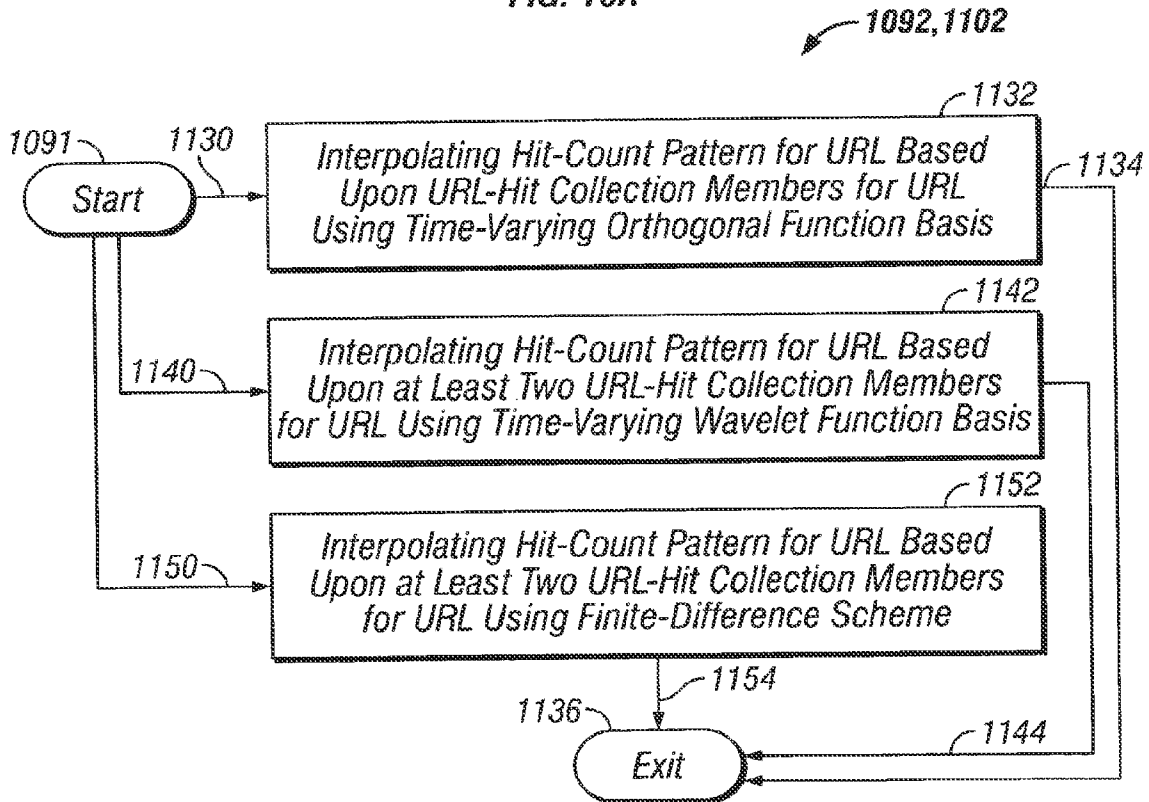 1092,1102
1132
1091
1130
Start
Interpolating Hit-Count Pattern for URL Based
Upon URL-Hit Collection Members for URL
Using Time-Varying Orthogonal Function Basis
1134
1142
1140
Interpolating Hit-Count Pattern for URL Based
Upon at Least Two URL-Hit Collection Members
for URL Using Time-Varying Wavelet Function Basis
1152
1150
Interpolating Hit-Count Pattern for URL Based
Upon at Least Two URL-Hit Collection Members
for URL Using Finite-Difference Scheme
1154
1136
Exit
1144